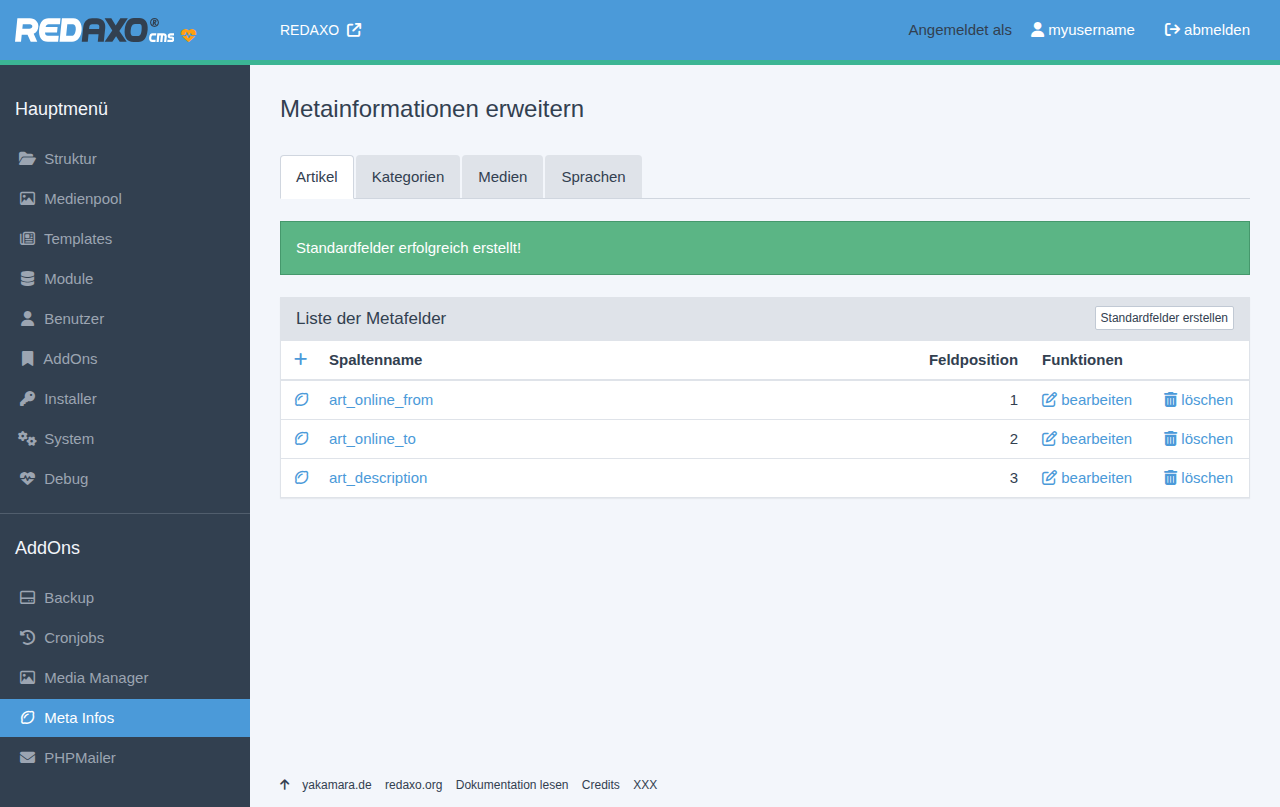 REDAXO® cms
REDAXO
Angemeldet als myusername abmelden
Hauptmenü
Struktur
Medienpool
Templates
Module
Benutzer
AddOns
Installer
System
Debug
AddOns
Backup
Cronjobs
Media Manager
Meta Infos
PHPMailer
Metainformationen erweitern
Artikel Kategorien Medien Sprachen
Standardfelder erfolgreich erstellt!
Liste der Metafelder Standardfelder erstellen
Spaltenname Feldposition Funktionen
art_online_from 1 bearbeiten löschen
art_online_to 2 bearbeiten löschen
art_description 3 bearbeiten löschen
yakamara.de redaxo.org Dokumentation lesen Credits XXX